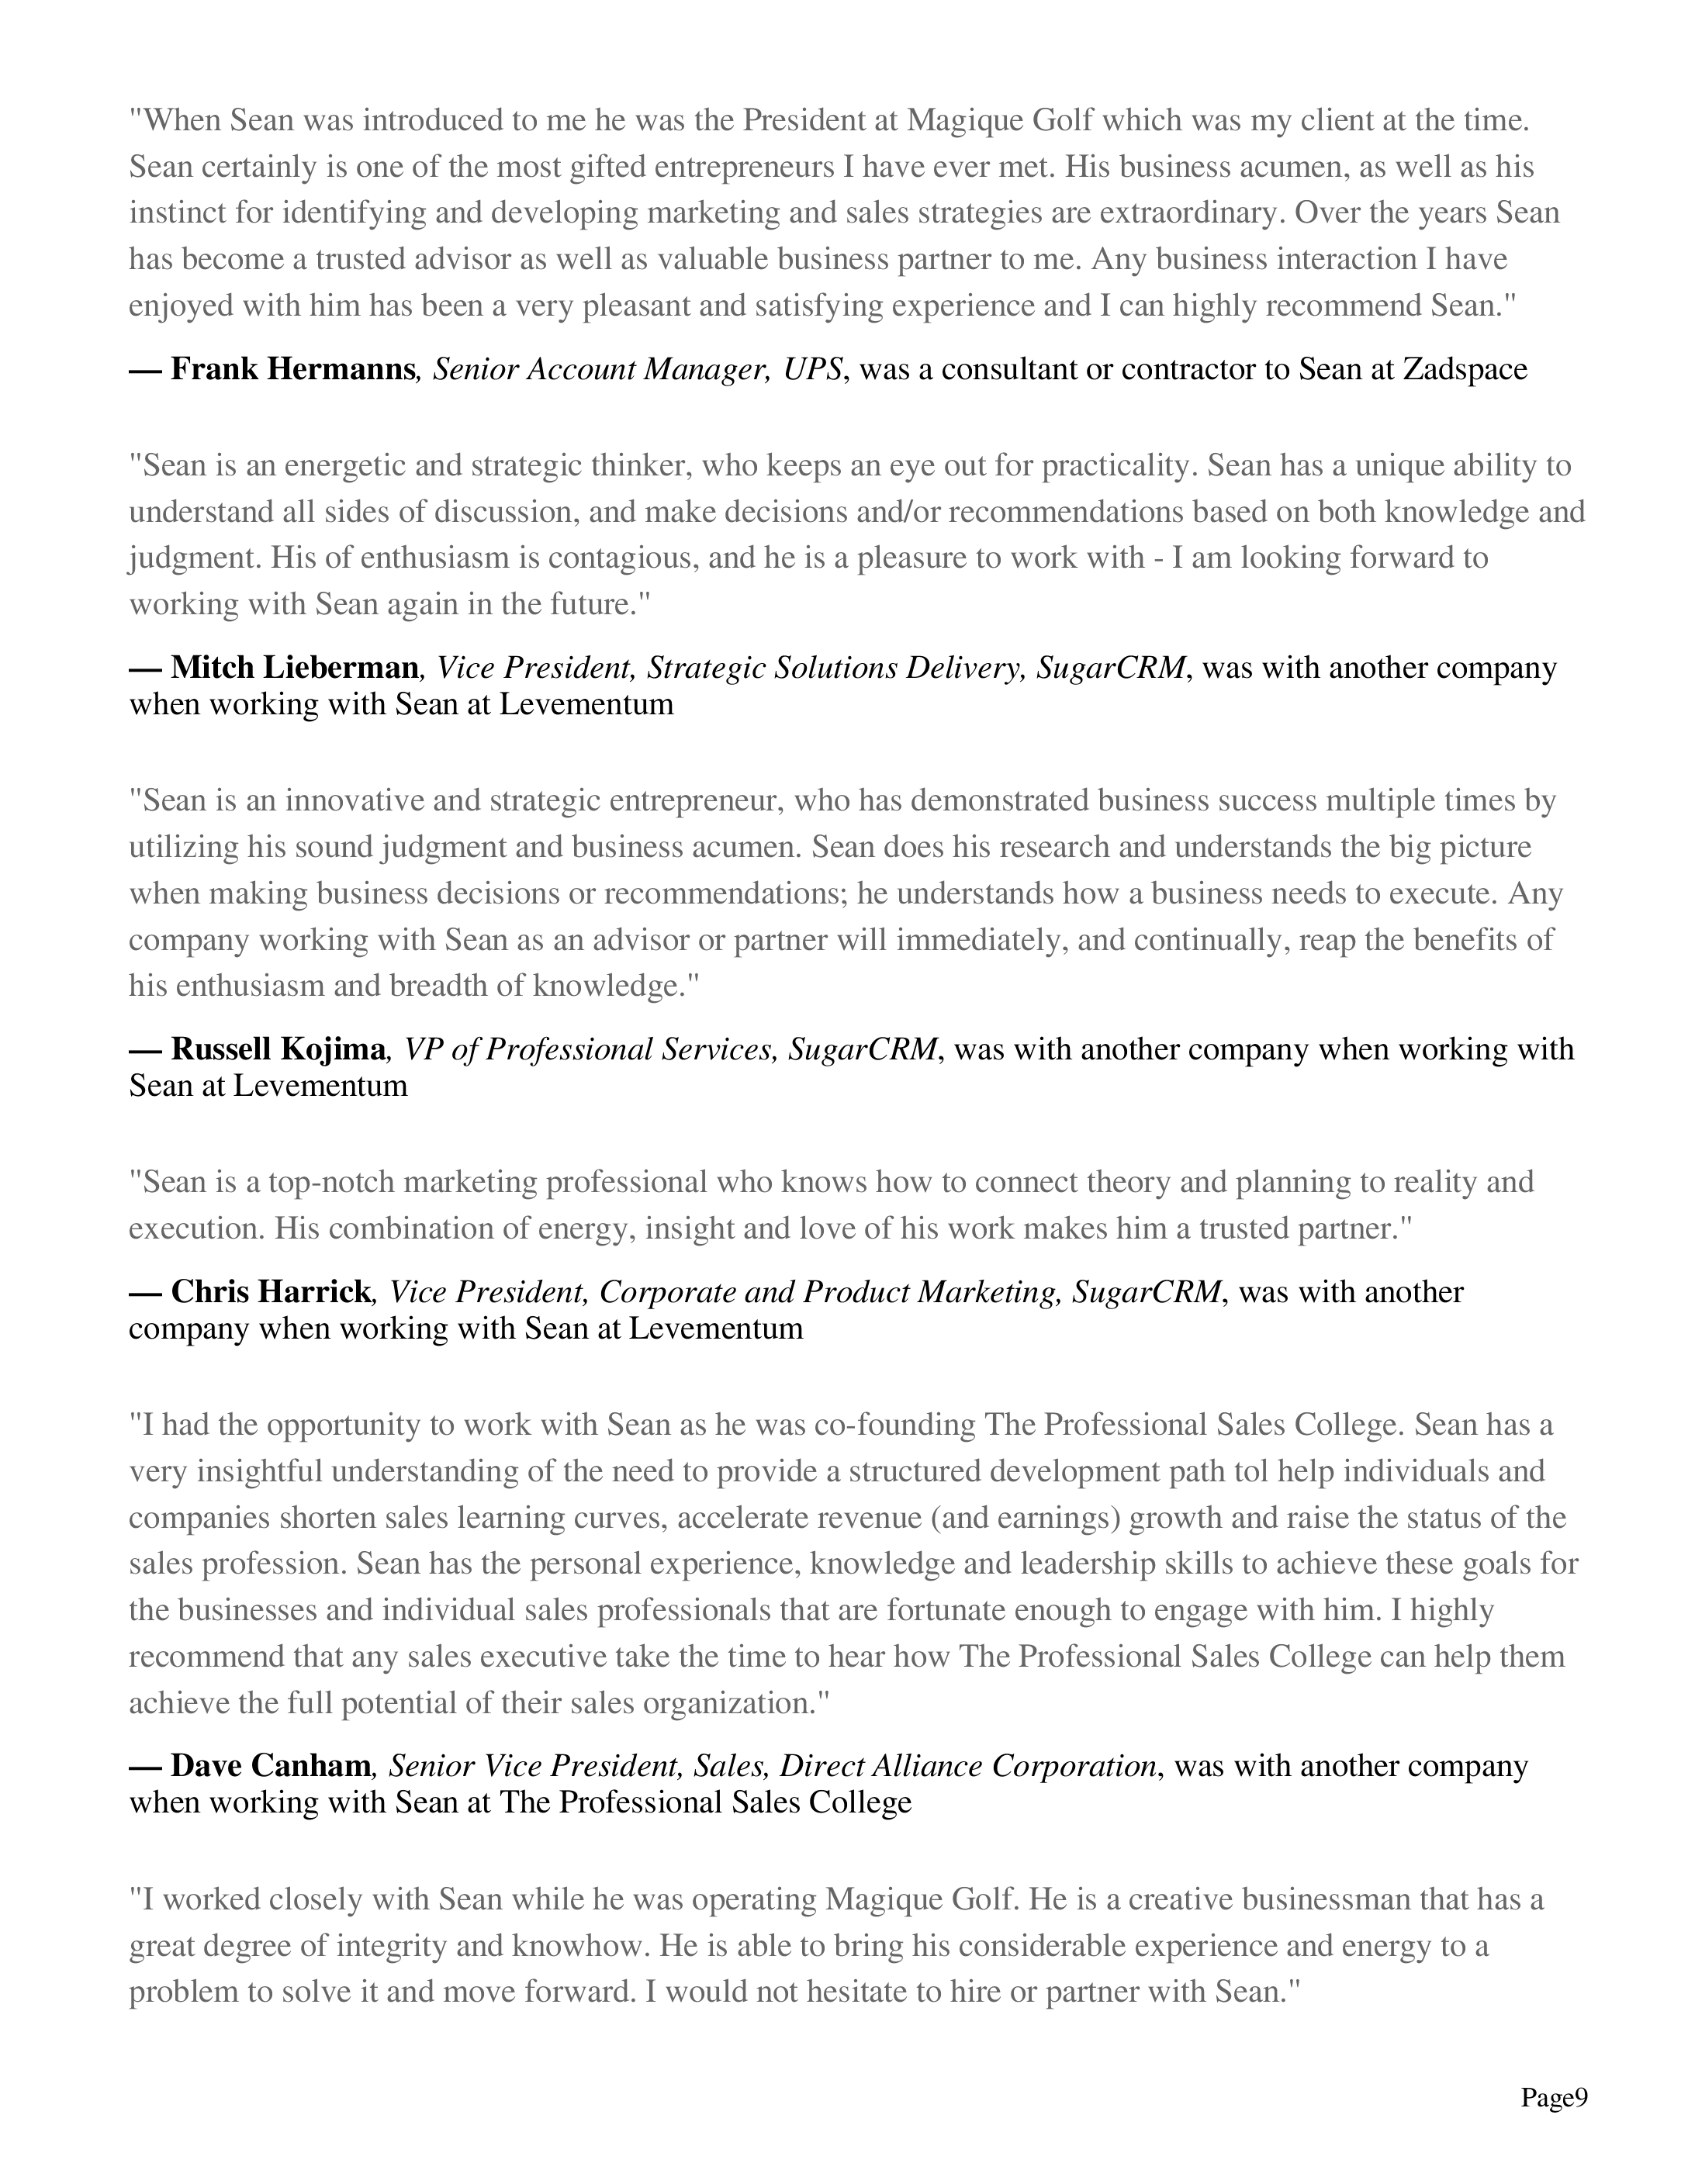 "When Sean was introduced to me he was the President at Magique Golf which was my client at the time.
Sean certainly is one of the most gifted entrepreneurs I have ever met. His business acumen, as well as his
instinct for identifying and developing marketing and sales strategies are extraordinary. Over the years Sean
has become a trusted advisor as well as valuable business partner to me. Any business interaction I have
enjoyed with him has been a very pleasant and satisfying experience and I can highly recommend Sean."
— Frank Hermanns, Senior Account Manager, UPS, was a consultant or contractor to Sean at Zadspace
"Sean is an energetic and strategic thinker, who keeps an eye out for practicality. Sean has a unique ability to
understand all sides of discussion, and make decisions and/or recommendations based on both knowledge and
judgment. His of enthusiasm is contagious, and he is a pleasure to work with - I am looking forward to
working with Sean again in the future."
— Mitch Lieberman, Vice President, Strategic Solutions Delivery, SugarCRM, was with another company
when working with Sean at Levementum
"Sean is an innovative and strategic entrepreneur, who has demonstrated business success multiple times by
utilizing his sound judgment and business acumen. Sean does his research and understands the big picture
when making business decisions or recommendations; he understands how a business needs to execute. Any
company working with Sean as an advisor or partner will immediately, and continually, reap the benefits of
his enthusiasm and breadth of knowledge."
— Russell Kojima, VP of Professional Services, SugarCRM, was with another company when working with
Sean at Levementum
"Sean is a top-notch marketing professional who knows how to connect theory and planning to reality and
execution. His combination of energy, insight and love of his work makes him a trusted partner."
— Chris Harrick, Vice President, Corporate and Product Marketing, SugarCRM, was with another
company when working with Sean at Levementum
"I had the opportunity to work with Sean as he was co-founding The Professional Sales College. Sean has a
very insightful understanding of the need to provide a structured development path tol help individuals and
companies shorten sales learning curves, accelerate revenue (and earnings) growth and raise the status of the
sales profession. Sean has the personal experience, knowledge and leadership skills to achieve these goals for
the businesses and individual sales professionals that are fortunate enough to engage with him. I highly
recommend that any sales executive take the time to hear how The Professional Sales College can help them
achieve the full potential of their sales organization."
— Dave Canham, Senior Vice President, Sales, Direct Alliance Corporation, was with another company
when working with Sean at The Professional Sales College
"I worked closely with Sean while he was operating Magique Golf. He is a creative businessman that has a
great degree of integrity and knowhow. He is able to bring his considerable experience and energy to a
problem to solve it and move forward. I would not hesitate to hire or partner with Sean."
Page9